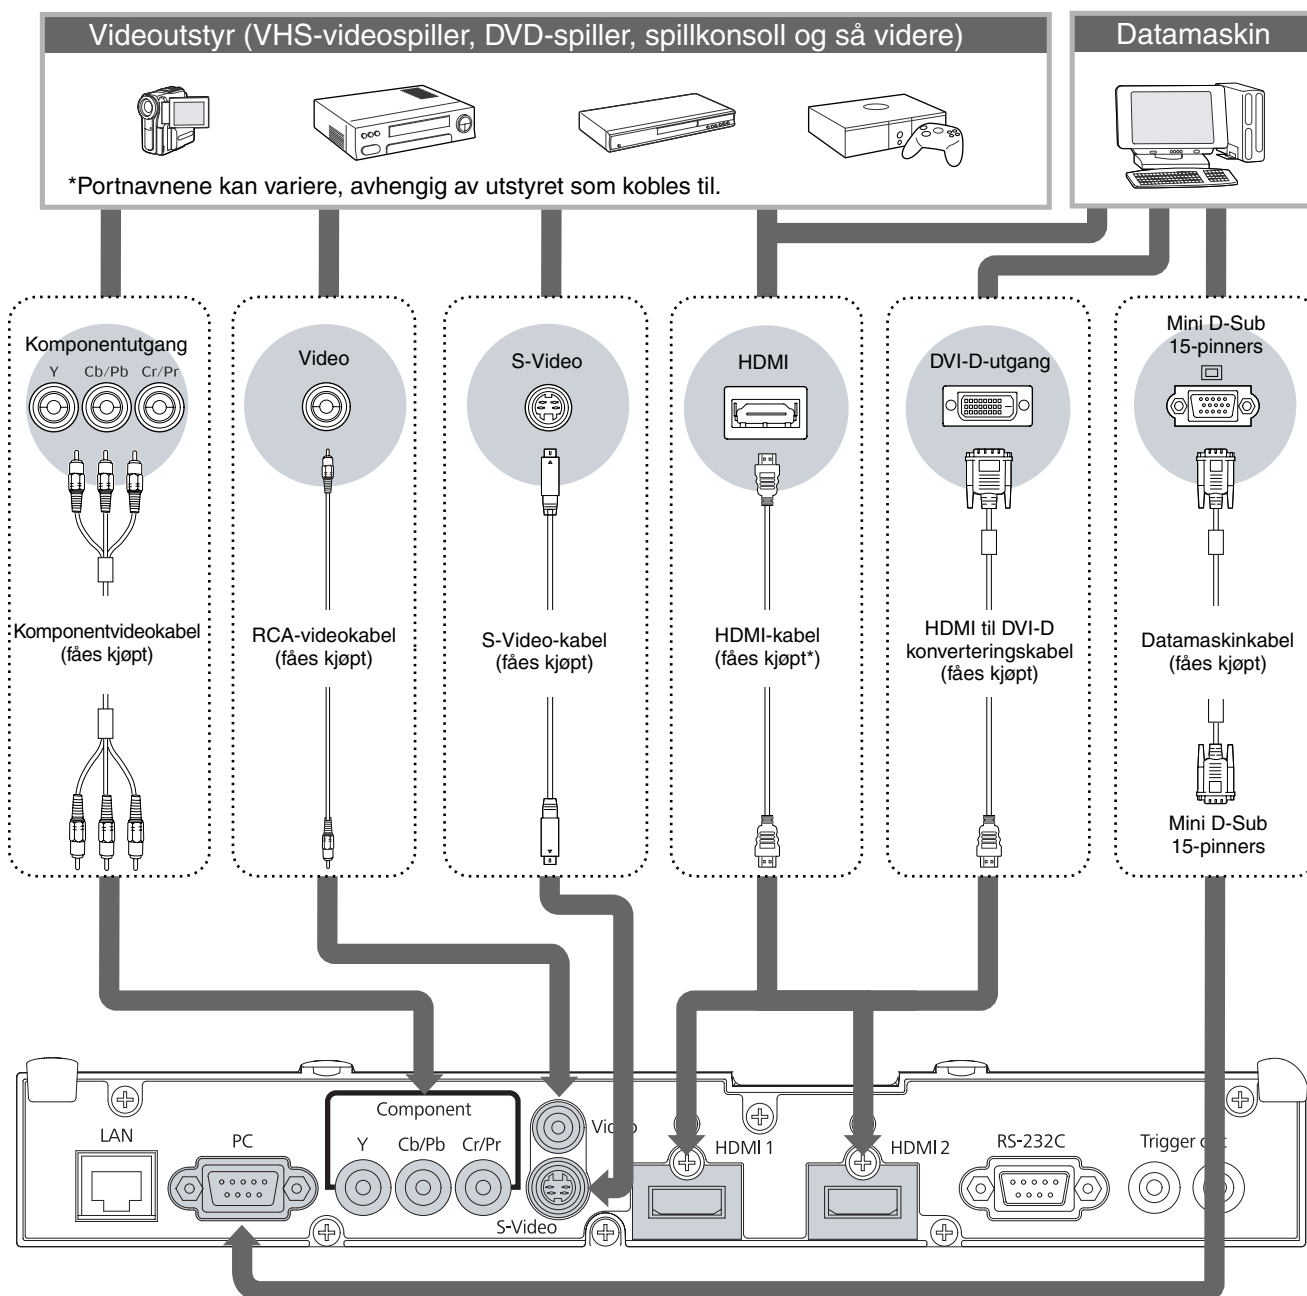 Videoutstyr (VHS-videospiller, DVD-spiller, spillkonsoll og så videre)
Datamaskin
*Portnavnene kan variere, avhengig av utstyret som kobles til.
Komponentutgang
Y Cb/Pb Cr/Pr
Video
S-Video
HDMI
DVI-D-utgang
Mini D-Sub
15-pinners
Komponentvideokabel
(fåes kjøpt)
RCA-videokabel
(fåes kjøpt)
S-Video-kabel
(fåes kjøpt)
HDMI-kabel
(fåes kjøpt*)
HDMI til DVI-D
konverteringskabel
(fåes kjøpt)
Datamaskinkabel
(fåes kjøpt)
Mini D-Sub
15-pinners
LAN
PC
Component
Y Cb/Pb Cr/Pr
Video
S-Video
HDMI 1
HDMI 2
RS-232C
Trigger out